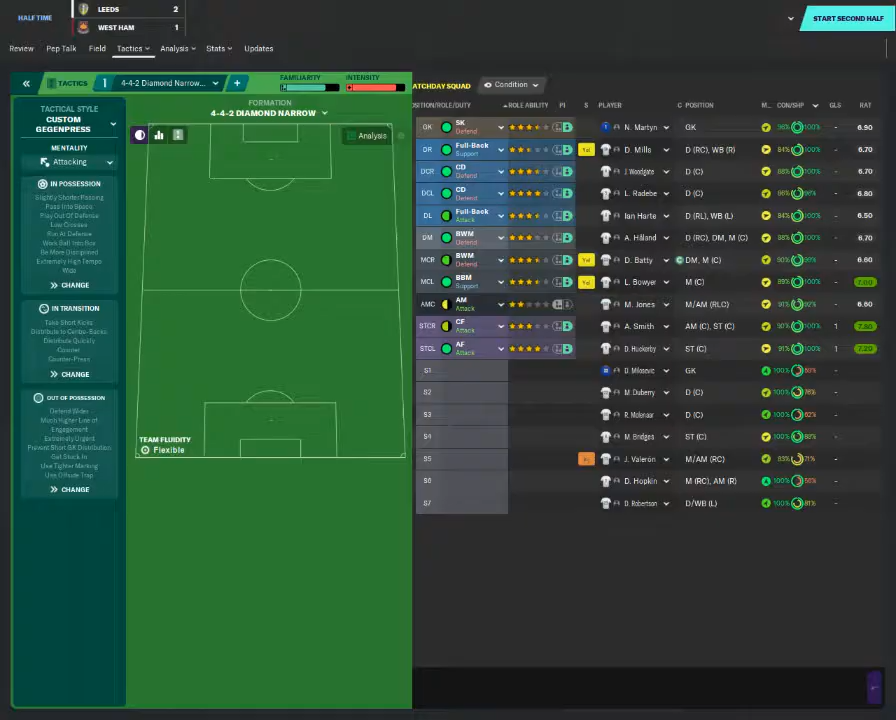 HALF TIME
LEEDS 2
WEST HAM 1
START SECOND HALF
Review Pep Talk Field Tactics Analysis Stats Updates
TACTICS 1 4-4-2 Diamond Narrow... +
FAMILIARITY INTENSITY
TACTICAL STYLE
CUSTOM
GEGENPRESS
MENTALITY
Attacking
IN POSSESSION
Slightly Shorter Passing
Pass Into Space
Play Out Of Defence
Low Crosses
Run At Defence
Work Ball Into Box
Be More Disciplined
Extremely High Tempo
Wide
CHANGE
IN TRANSITION
Take Short Kicks
Distribute to Centre-Backs
Distribute Quickly
Counter
Counter-Press
CHANGE
OUT OF POSSESSION
Defend Wider
Much Higher Line of
Engagement
Extremely Urgent
Prevent Short GK Distribution
Get Stuck In
Use Tighter Marking
Use Offside Trap
CHANGE
FORMATION
4-4-2 DIAMOND NARROW
Analysis
TEAM FLUIDITY
Flexible
MATCHDAY SQUAD Condition
POSITION/ROLE/DUTY ROLE ABILITY PI S PLAYER C POSITION M... CON/SHP GLS RAT
GK SK Defend 1 N. Martyn GK 100% - 6.90
DR Full-Back Support Yel D. Mills D (RC), WB (R) 84% 100% - 6.70
DCR CD Defend J. Woodgate D (C) 88% 100% - 6.70
DCL CD Defend L. Radebe D (C) - 6.80
DL Full-Back Attack Ian Harte D (RL), WB (L) 84% 100% - 6.50
DM BWM Defend A. Håland D (RC), DM, M (C) 88% 100% - 6.70
MCR BWM Defend Yel D. Batty C DM, M (C) 90% - 6.60
MCL BBM Support Yel L. Bowyer M (C) 89% 100% - 7.00
AMC AM Attack M. Jones M/AM (RLC) 91% 92% - 6.60
STCR CF Attack A. Smith AM (C), ST (C) 90% 100% 1
STCL AF Attack D. Huckerby ST (C) 91% 100% 1 7.20
S1 D. Milosevic GK 100% -
S2 M. Duberry D (C) 100% 76% -
S3 R. Molenaar D (C) 100% 62% -
S4 M. Bridges ST (C) 100% -
S5 J. Valerón M/AM (RC) 71% -
S6 D. Hopkin M (RC), AM (R) 100% -
S7 D. Robertson D/WB (L) 100% 81% -